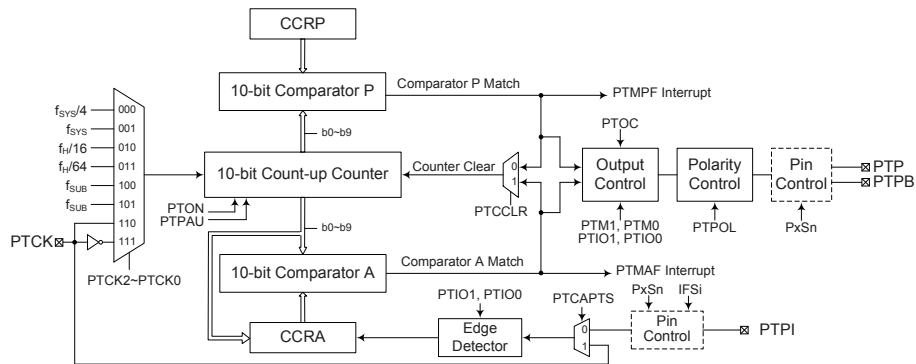 CCRP
Comparator P Match
10-bit Comparator P
PTMPF Interrupt
fSYS/4
000
fSYS
001
fH/16
010
fH/64
011
fSUB
100
fSUB
101
110
111
PTCK
PTCK2~PTCK0
b0~b9
PTOC
10-bit Count-up Counter
Counter Clear
0
1
PTCCLR
Output
Control
Polarity
Control
Pin
Control
PTP
PTPB
PTON
PTPAU
b0~b9
PTM1, PTM0
PTIO1, PTIO0
PTPOL
PxSn
10-bit Comparator A
Comparator A Match
PTMAF Interrupt
PTIO1, PTIO0
PTCAPTS
PxSn
IFSi
CCRA
Edge
Detector
0
1
Pin
Control
PTPI